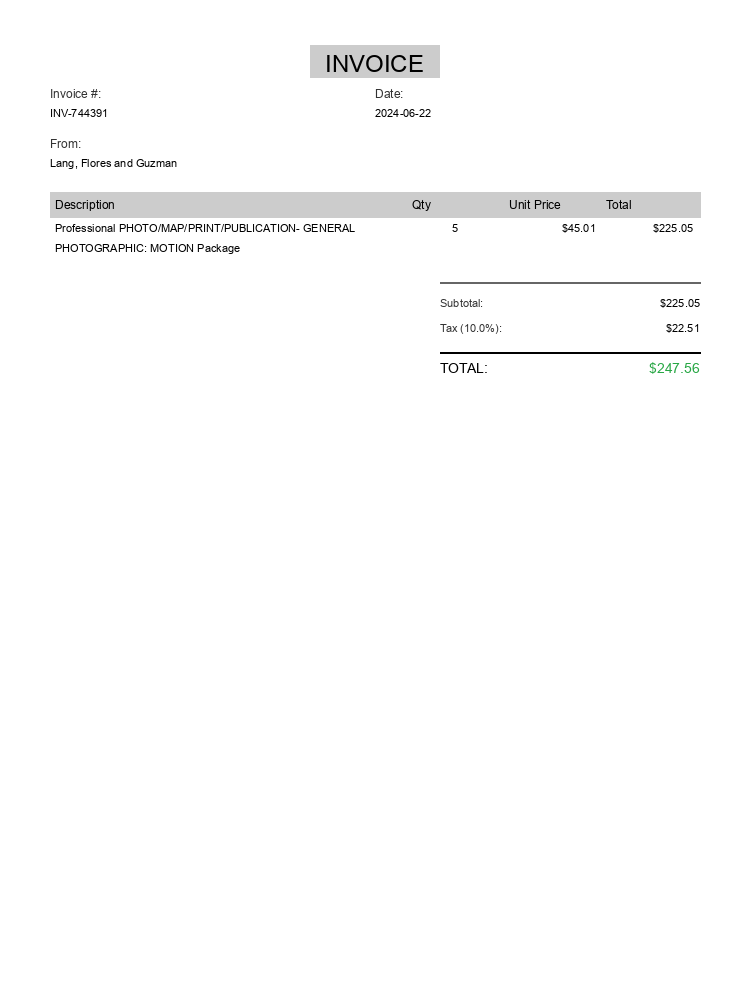 INVOICE
Invoice #: Date:
INV-744391 2024-06-22
From:
Lang, Flores and Guzman
Description Qty Unit Price Total
Professional PHOTO/MAP/PRINT/PUBLICATION- GENERAL 5 $45.01 $225.05
PHOTOGRAPHIC: MOTION Package
Subtotal: $225.05
Tax (10.0%): $22.51
TOTAL: $247.56